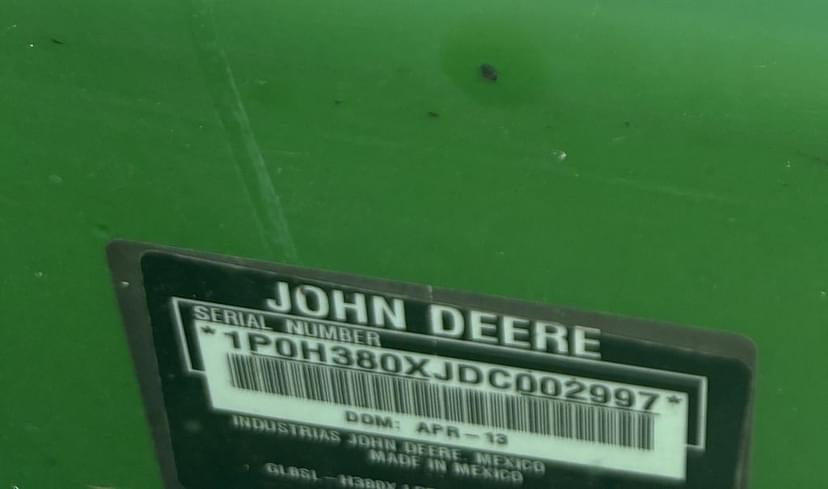 JOHN DEERE
SERIAL NUMBER
*1P0H380XJDC002997*
DOM: APR-13
INDUSTRIAS JOHN DEERE, MEXICO
MADE IN MEXICO